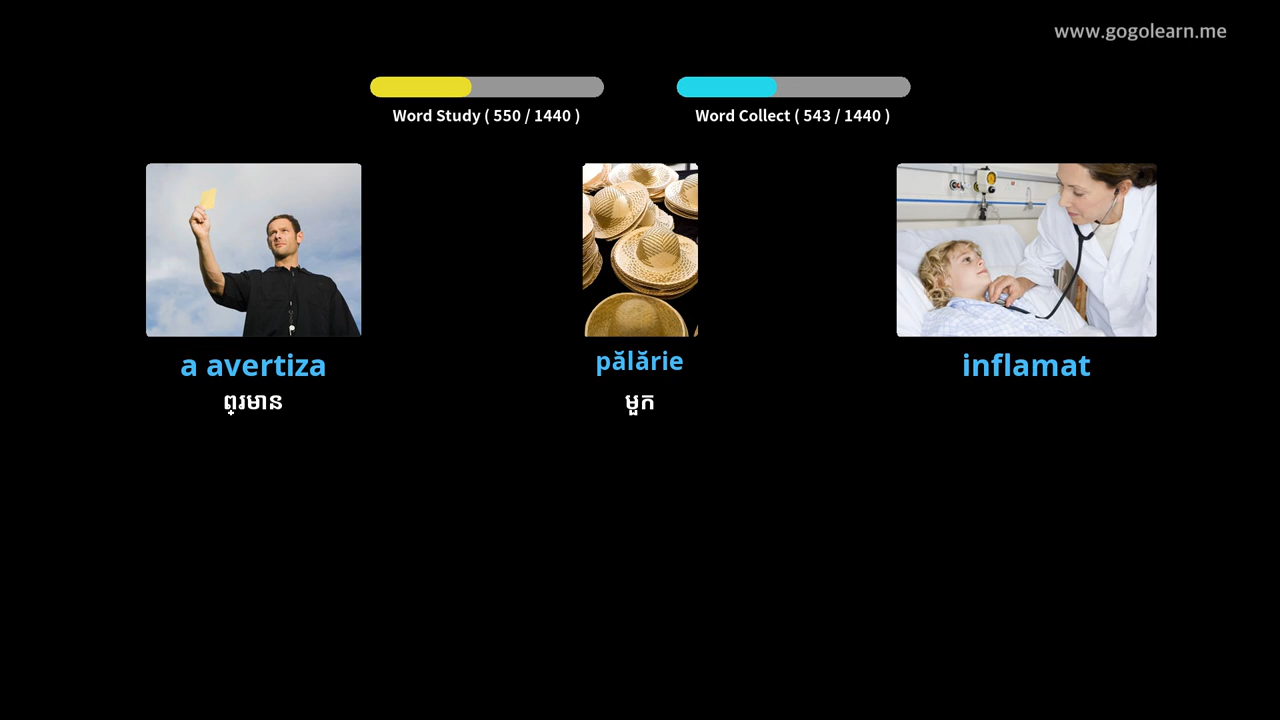 www.gogolearn.me
Word Study ( 550 / 1440 )
Word Collect ( 543 / 1440 )
a avertiza
pălărie
inflamat
ព្រមាន
មួក